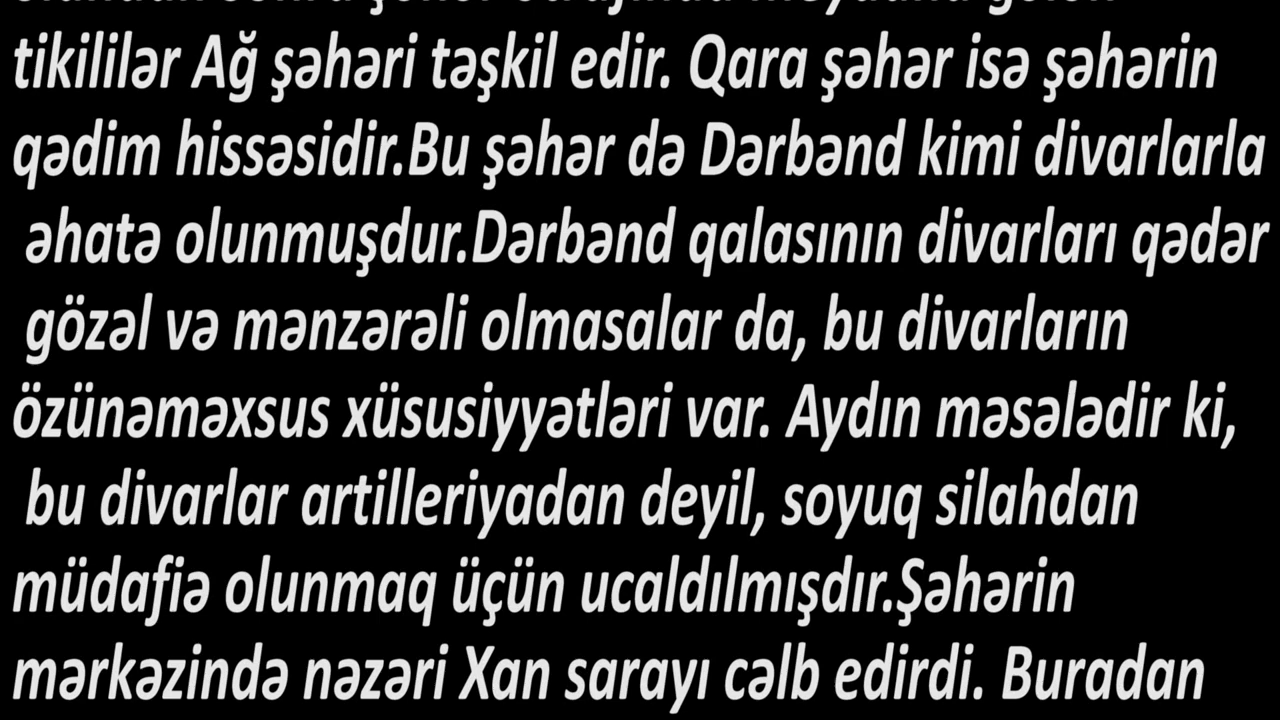 tikililər Ağ şəhəri təşkil edir. Qara şəhər isə şəhərin
qədim hissəsidir.Bu şəhər də Dərbənd kimi divarlarla
əhatə olunmuşdur.Dərbənd qalasının divarları qədər
gözəl və mənzərəli olmasalar da, bu divarların
özünəməxsus xüsusiyyətləri var. Aydın məsələdir ki,
bu divarlar artilleriyadan deyil, soyuq silahdan
müdafiə olunmaq üçün ucaldılmışdır.Şəhərin
mərkəzində nəzəri Xan sarayı cəlb edirdi. Buradan